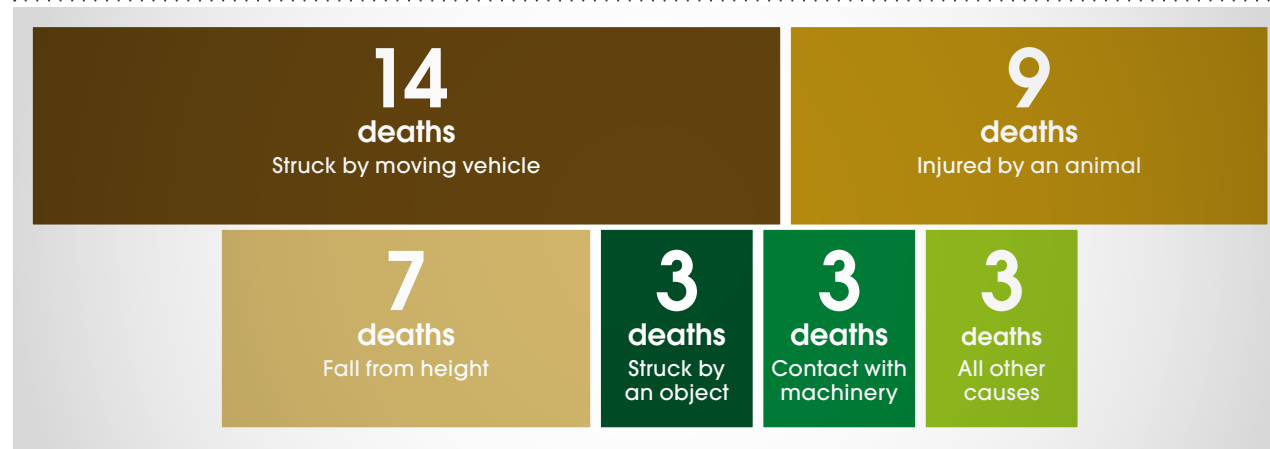 14
deaths
Struck by moving vehicle
9
deaths
Injured by an animal
7
deaths
Fall from height
3
deaths
Struck by
an object
3
deaths
Contact with
machinery
3
deaths
All other
causes